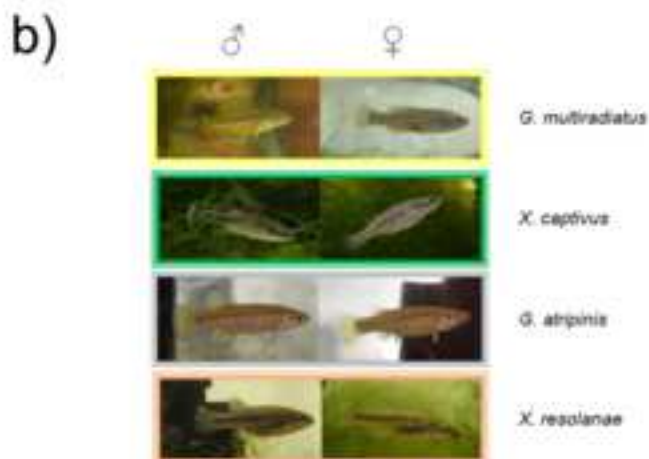 b)
♂ ♀
G. multiradiatus
X. captivus
G. atripinis
X. resolanae